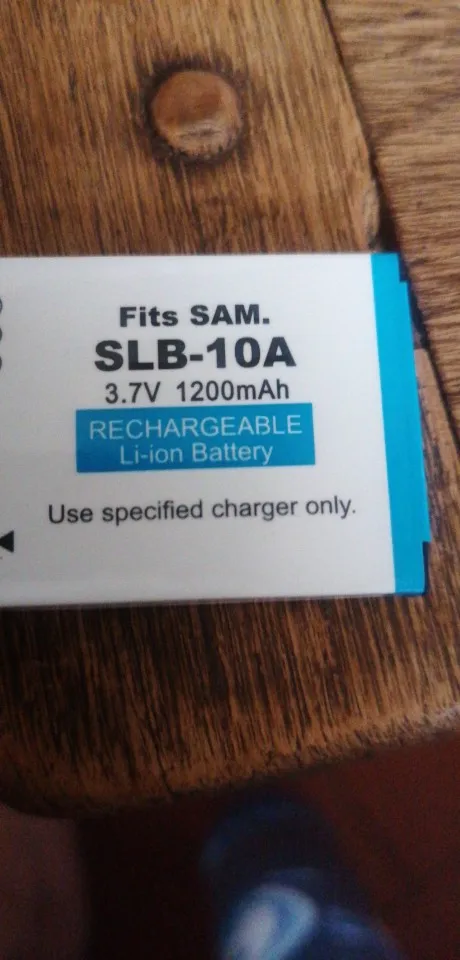 Fits SAM.
SLB-10A
3.7V 1200mAh
RECHARGEABLE
Li-ion Battery
Use specified charger only.